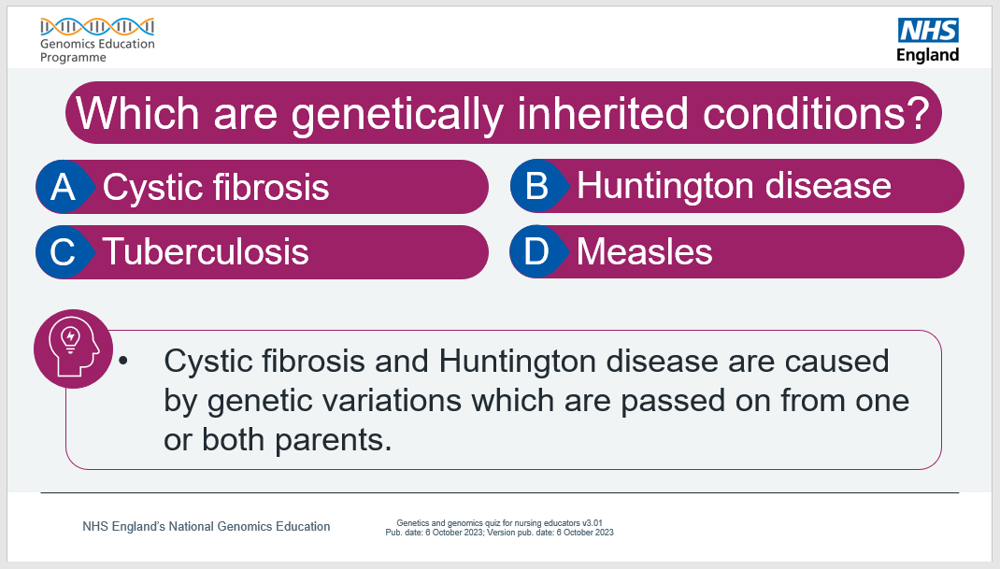 Genomics Education
Programme
NHS
England
Which are genetically inherited conditions?
A Cystic fibrosis
B Huntington disease
C Tuberculosis
D Measles
• Cystic fibrosis and Huntington disease are caused
by genetic variations which are passed on from one
or both parents.
NHS England's National Genomics Education
Genetics and genomics quiz for nursing educators v3.01
Pub. date: 6 October 2023; Version pub. date: 6 October 2023